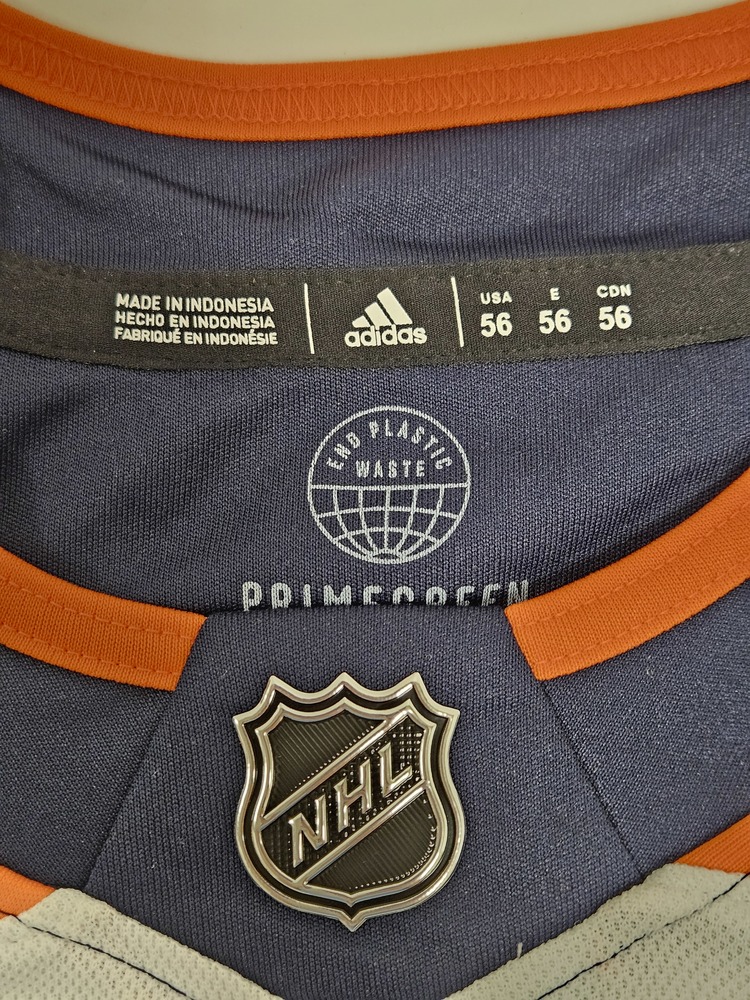 MADE IN INDONESIA
HECHO EN INDONESIA
FABRIQUÉ EN INDONÉSIE
adidas
USA E CDN
56 56 56
END PLASTIC
WASTE
PRIMEGREEN
NHL